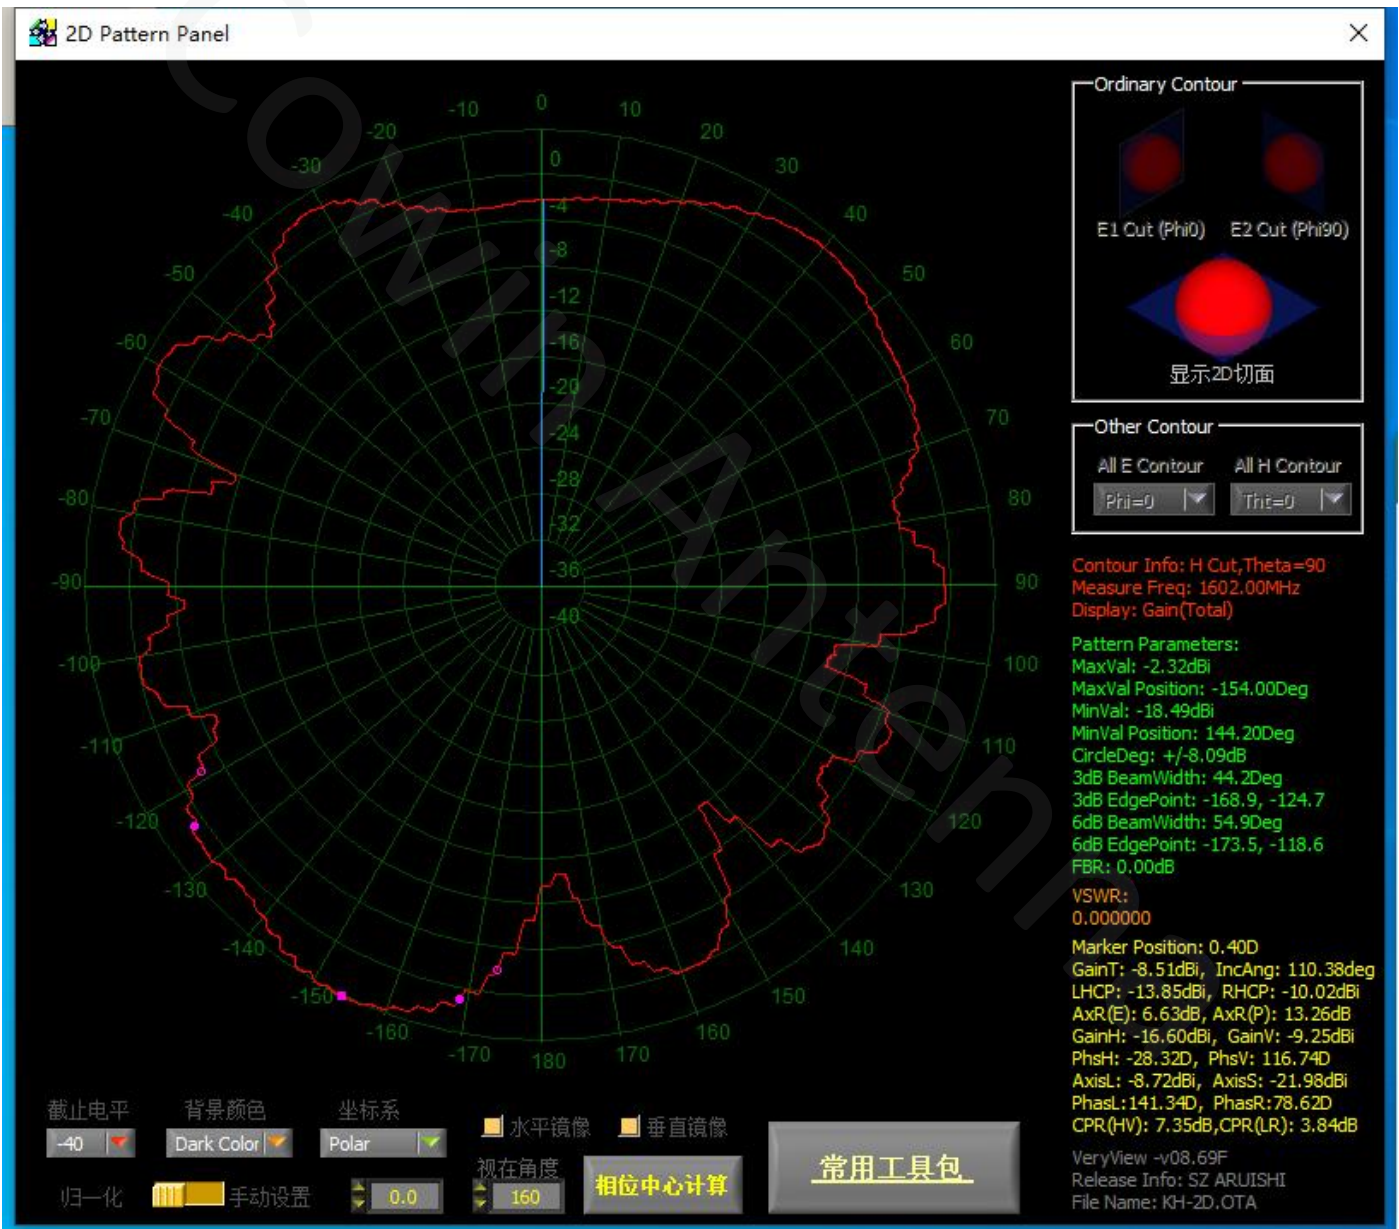 2D Pattern Panel
Cowin Antenna
-10 0 10
-20 20
-30 30
-40 40
-50 50
-60 60
-70 70
-80 80
-90 90
-100 100
-110 110
-120 120
-130 130
-140 140
-150 150
-160 160
-170 180 170
0
-4
-8
-12
-16
-20
-24
-28
-32
-36
-40
Ordinary Contour
E1 Cut (Phi0) E2 Cut (Phi90)
显示2D切面
Other Contour
All E Contour All H Contour
Phi=0 Tht=0
Contour Info: H Cut,Theta=90
Measure Freq: 1602.00MHz
Display: Gain(Total)
Pattern Parameters:
MaxVal: -2.32dBi
MaxVal Position: -154.00Deg
MinVal: -18.49dBi
MinVal Position: 144.20Deg
CircleDeg: +/-8.09dB
3dB BeamWidth: 44.2Deg
3dB EdgePoint: -168.9, -124.7
6dB BeamWidth: 54.9Deg
6dB EdgePoint: -173.5, -118.6
FBR: 0.00dB
VSWR:
0.000000
Marker Position: 0.40D
GainT: -8.51dBi, IncAng: 110.38deg
LHCP: -13.85dBi, RHCP: -10.02dBi
AxR(E): 6.63dB, AxR(P): 13.26dB
GainH: -16.60dBi, GainV: -9.25dBi
PhsH: -28.32D, PhsV: 116.74D
AxisL: -8.72dBi, AxisS: -21.98dBi
PhasL:141.34D, PhasR:78.62D
CPR(HV): 7.35dB,CPR(LR): 3.84dB
VeryView -v08.69F
Release Info: SZ ARUISHI
File Name: KH-2D.OTA
截止电平 背景颜色 坐标系
-40 Dark Color Polar
水平镜像 垂直镜像
归一化 手动设置 0.0
视在角度
160
相位中心计算
常用工具包